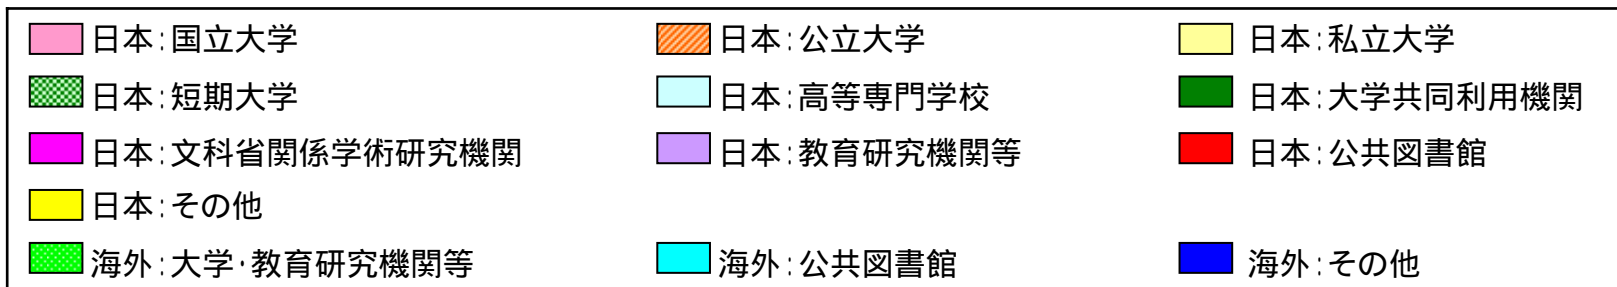 日本：国立大学 日本：公立大学 日本：私立大学
日本：短期大学 日本：高等専門学校 日本：大学共同利用機関
日本：文科省関係学術研究機関 日本：教育研究機関等 日本：公共図書館
日本：その他
海外：大学・教育研究機関等 海外：公共図書館 海外：その他